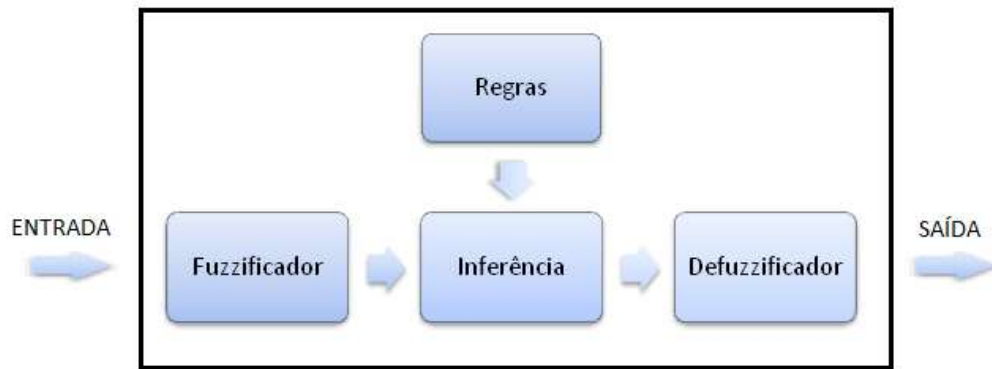 Regras
ENTRADA
Fuzzificador
Inferência
Defuzzificador
SAÍDA